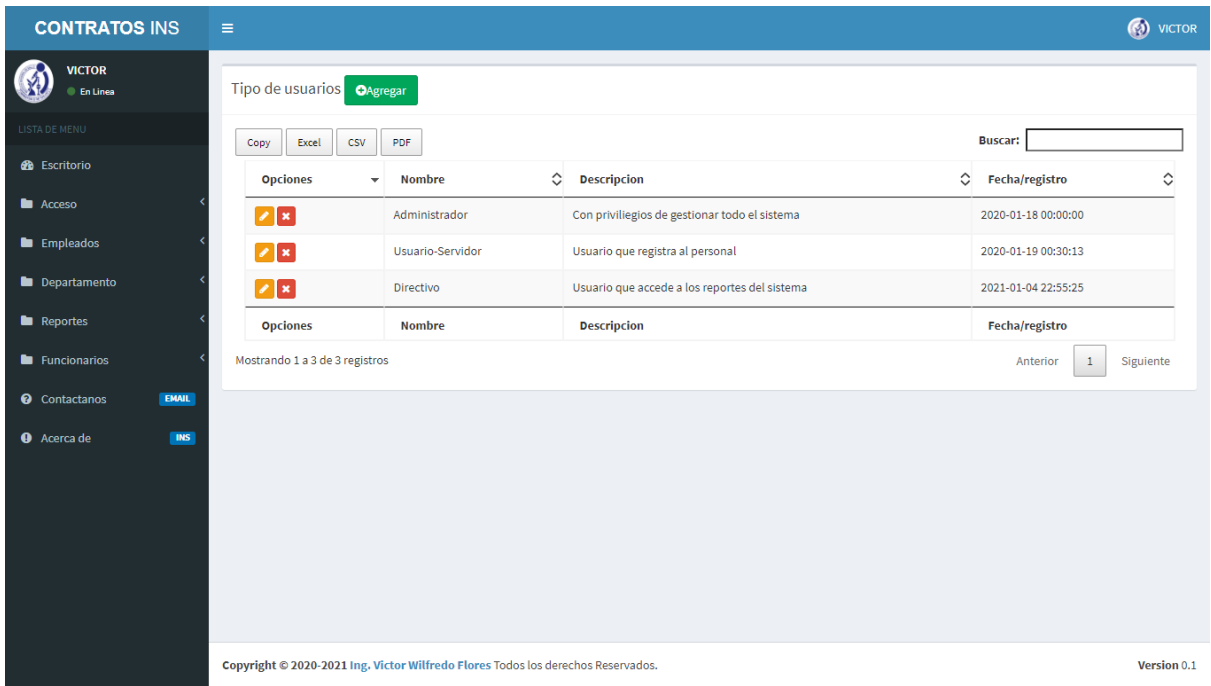 CONTRATOS INS
VICTOR
VICTOR
En Linea
LISTA DE MENU
Escritorio
Acceso
Empleados
Departamento
Reportes
Funcionarios
Contactanos EMAIL
Acerca de INS
Tipo de usuarios Agregar
Copy Excel CSV PDF Buscar:
Opciones Nombre Descripcion Fecha/registro
Administrador Con priviliegios de gestionar todo el sistema 2020-01-18 00:00:00
Usuario-Servidor Usuario que registra al personal 2020-01-19 00:30:13
Directivo Usuario que accede a los reportes del sistema 2021-01-04 22:55:25
Opciones Nombre Descripcion Fecha/registro
Mostrando 1 a 3 de 3 registros Anterior 1 Siguiente
Copyright © 2020-2021 Ing. Victor Wilfredo Flores Todos los derechos Reservados. Version 0.1